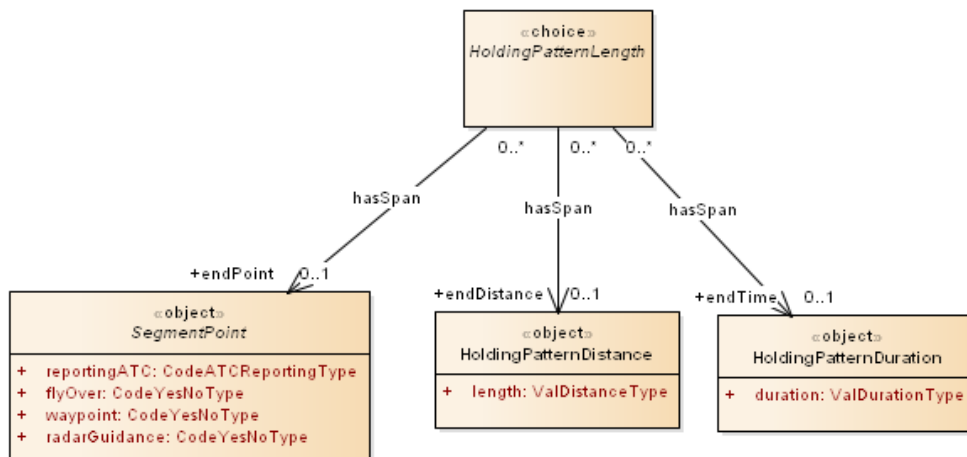 «choice»
HoldingPatternLength
0..*
0..*
0..*
hasSpan
hasSpan
hasSpan
+endPoint
0..1
+endDistance
0..1
+endTime
0..1
«object»
SegmentPoint
+ reportingATC: CodeATCReportingType
+ flyOver: CodeYesNoType
+ waypoint: CodeYesNoType
+ radarGuidance: CodeYesNoType
«object»
HoldingPatternDistance
+ length: ValDistanceType
«object»
HoldingPatternDuration
+ duration: ValDurationType